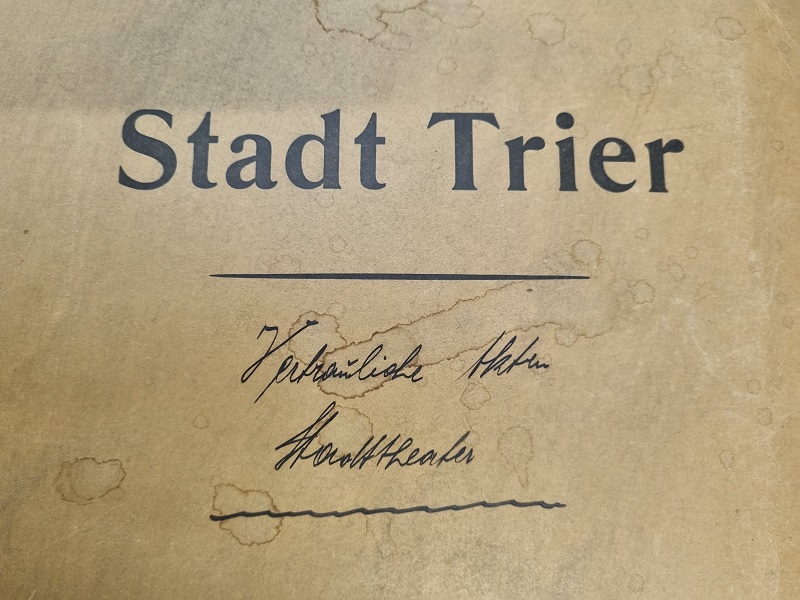 Stadt Trier
Vertrauliche Akten
Stadttheater